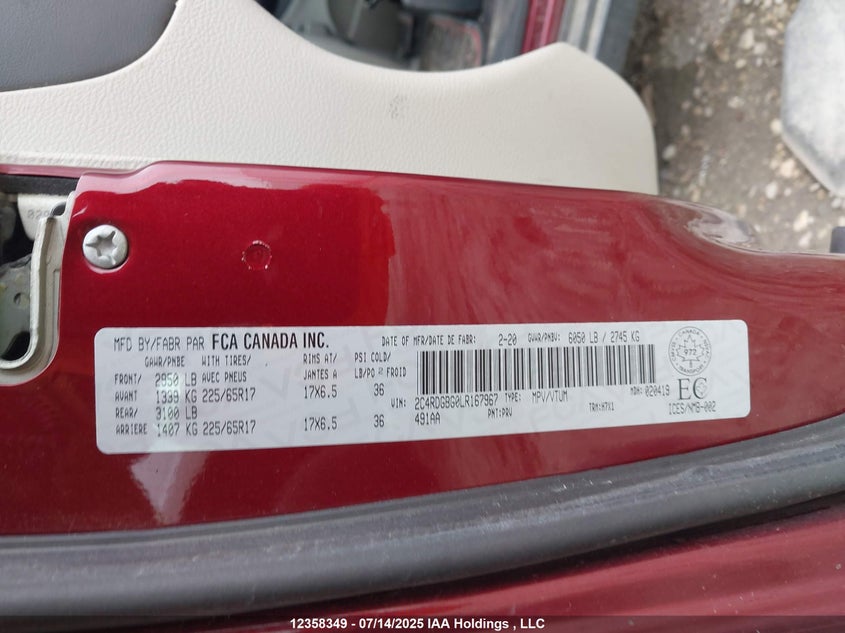 MFD BY/FABR PAR FCA CANADA INC. DATE OF MFR/DATE DE FABR: 2-20 GVWR/PNBV: 6050 LB / 2745 KG
GAWR/PNBE WITH TIRES/ RIMS AT/ PSI COLD/
FRONT/ 2950 LB AVEC PNEUS JANTES A LB/PO² FROID
AVANT 1339 KG 225/65R17 17X6.5 36
REAR/ 3100 LB
ARRIERE 1407 KG 225/65R17 17X6.5 36
VIN: 2C4RDGBG0LR167967 TYPE: MPV/VTUM MDH: 020419
491AA PNT:PRV TRM:H7X1
CANADA
972
TRANSPORT
EC
ICES/NMB-002
12358349 - 07/14/2025 IAA Holdings , LLC